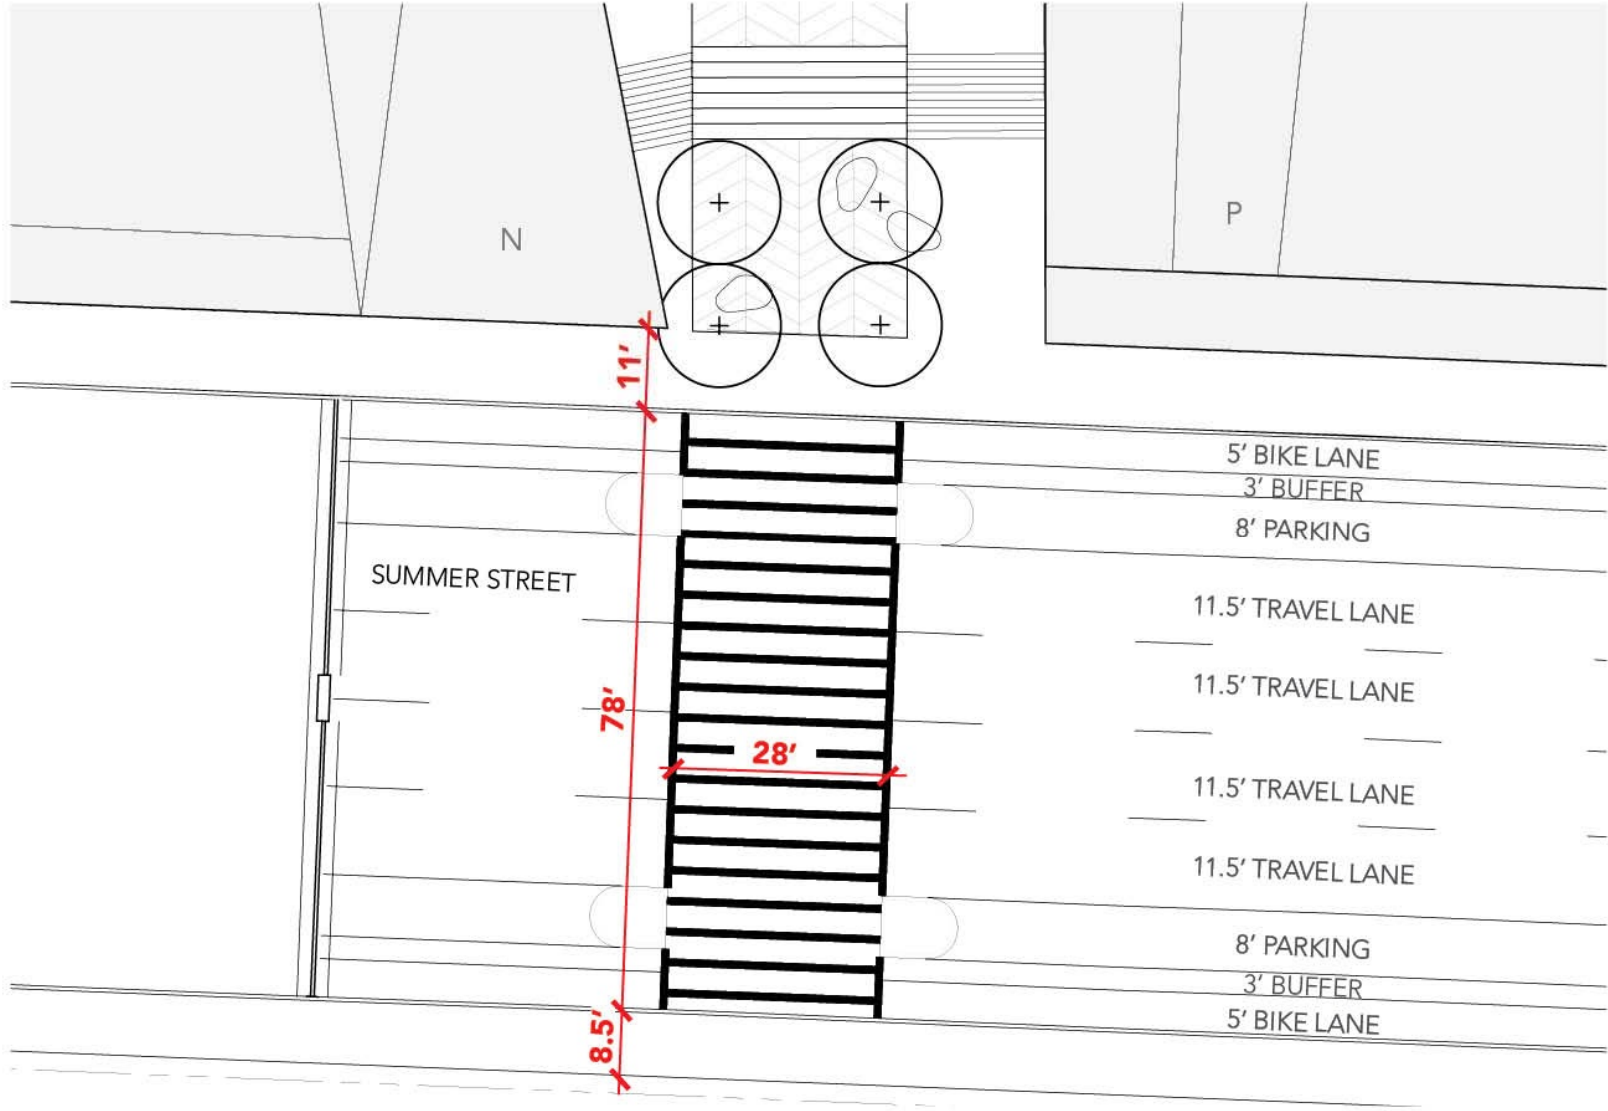 P
N
11'
5' BIKE LANE
3' BUFFER
8' PARKING
SUMMER STREET
11.5' TRAVEL LANE
11.5' TRAVEL LANE
78'
28'
11.5' TRAVEL LANE
11.5' TRAVEL LANE
8' PARKING
3' BUFFER
5' BIKE LANE
8.5'